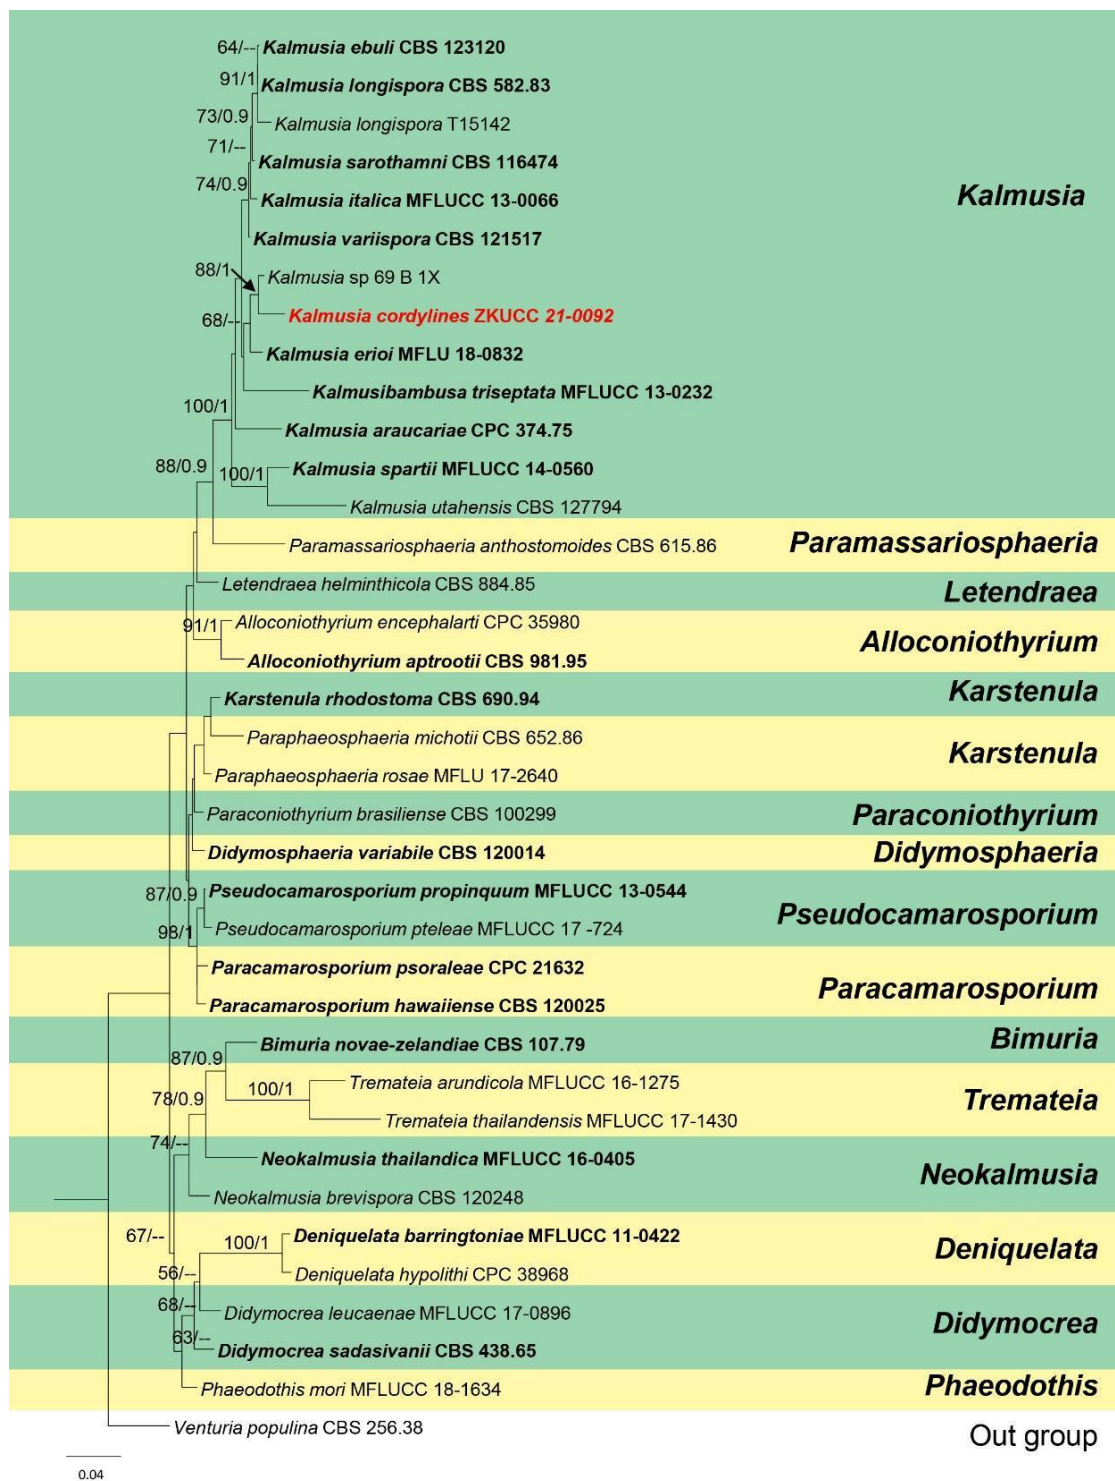 64/--
Kalmusia ebuli CBS 123120
91/1
Kalmusia longispora CBS 582.83
73/0.9
Kalmusia longispora T15142
71/--
Kalmusia sarothamni CBS 116474
74/0.9
Kalmusia italica MFLUCC 13-0066
Kalmusia
Kalmusia variispora CBS 121517
88/1
Kalmusia sp 69 B 1X
68/--
Kalmusia cordylines ZKUCC 21-0092
Kalmusia erioi MFLU 18-0832
Kalmusibambusa triseptata MFLUCC 13-0232
100/1
Kalmusia araucariae CPC 374.75
88/0.9
100/1
Kalmusia spartii MFLUCC 14-0560
Kalmusia utahensis CBS 127794
Paramassariosphaeria anthostomoides CBS 615.86
Paramassariosphaeria
Letendraea helminthicola CBS 884.85
Letendraea
91/1
Alloconiothyrium encephalarti CPC 35980
Alloconiothyrium
Alloconiothyrium aptrootii CBS 981.95
Karstenula rhodostoma CBS 690.94
Karstenula
Paraphaeosphaeria michotii CBS 652.86
Karstenula
Paraphaeosphaeria rosae MFLU 17-2640
Paraconiothyrium brasiliense CBS 100299
Paraconiothyrium
Didymosphaeria variabile CBS 120014
Didymosphaeria
87/0.9
Pseudocamarosporium propinquum MFLUCC 13-0544
Pseudocamarosporium
98/1
Pseudocamarosporium pteleae MFLUCC 17 -724
Paracamarosporium psoraleae CPC 21632
Paracamarosporium
Paracamarosporium hawaiiense CBS 120025
87/0.9
Bimuria novae-zelandiae CBS 107.79
Bimuria
100/1
Tremateia arundicola MFLUCC 16-1275
78/0.9
Tremateia
Tremateia thailandensis MFLUCC 17-1430
74/--
Neokalmusia thailandica MFLUCC 16-0405
Neokalmusia
Neokalmusia brevispora CBS 120248
67/--
100/1
Deniquelata barringtoniae MFLUCC 11-0422
Deniquelata
56/--
Deniquelata hypolithi CPC 38968
68/--
Didymocrea leucaenae MFLUCC 17-0896
Didymocrea
63/--
Didymocrea sadasivanii CBS 438.65
Phaeodothis mori MFLUCC 18-1634
Phaeodothis
Venturia populina CBS 256.38
Out group
0.04